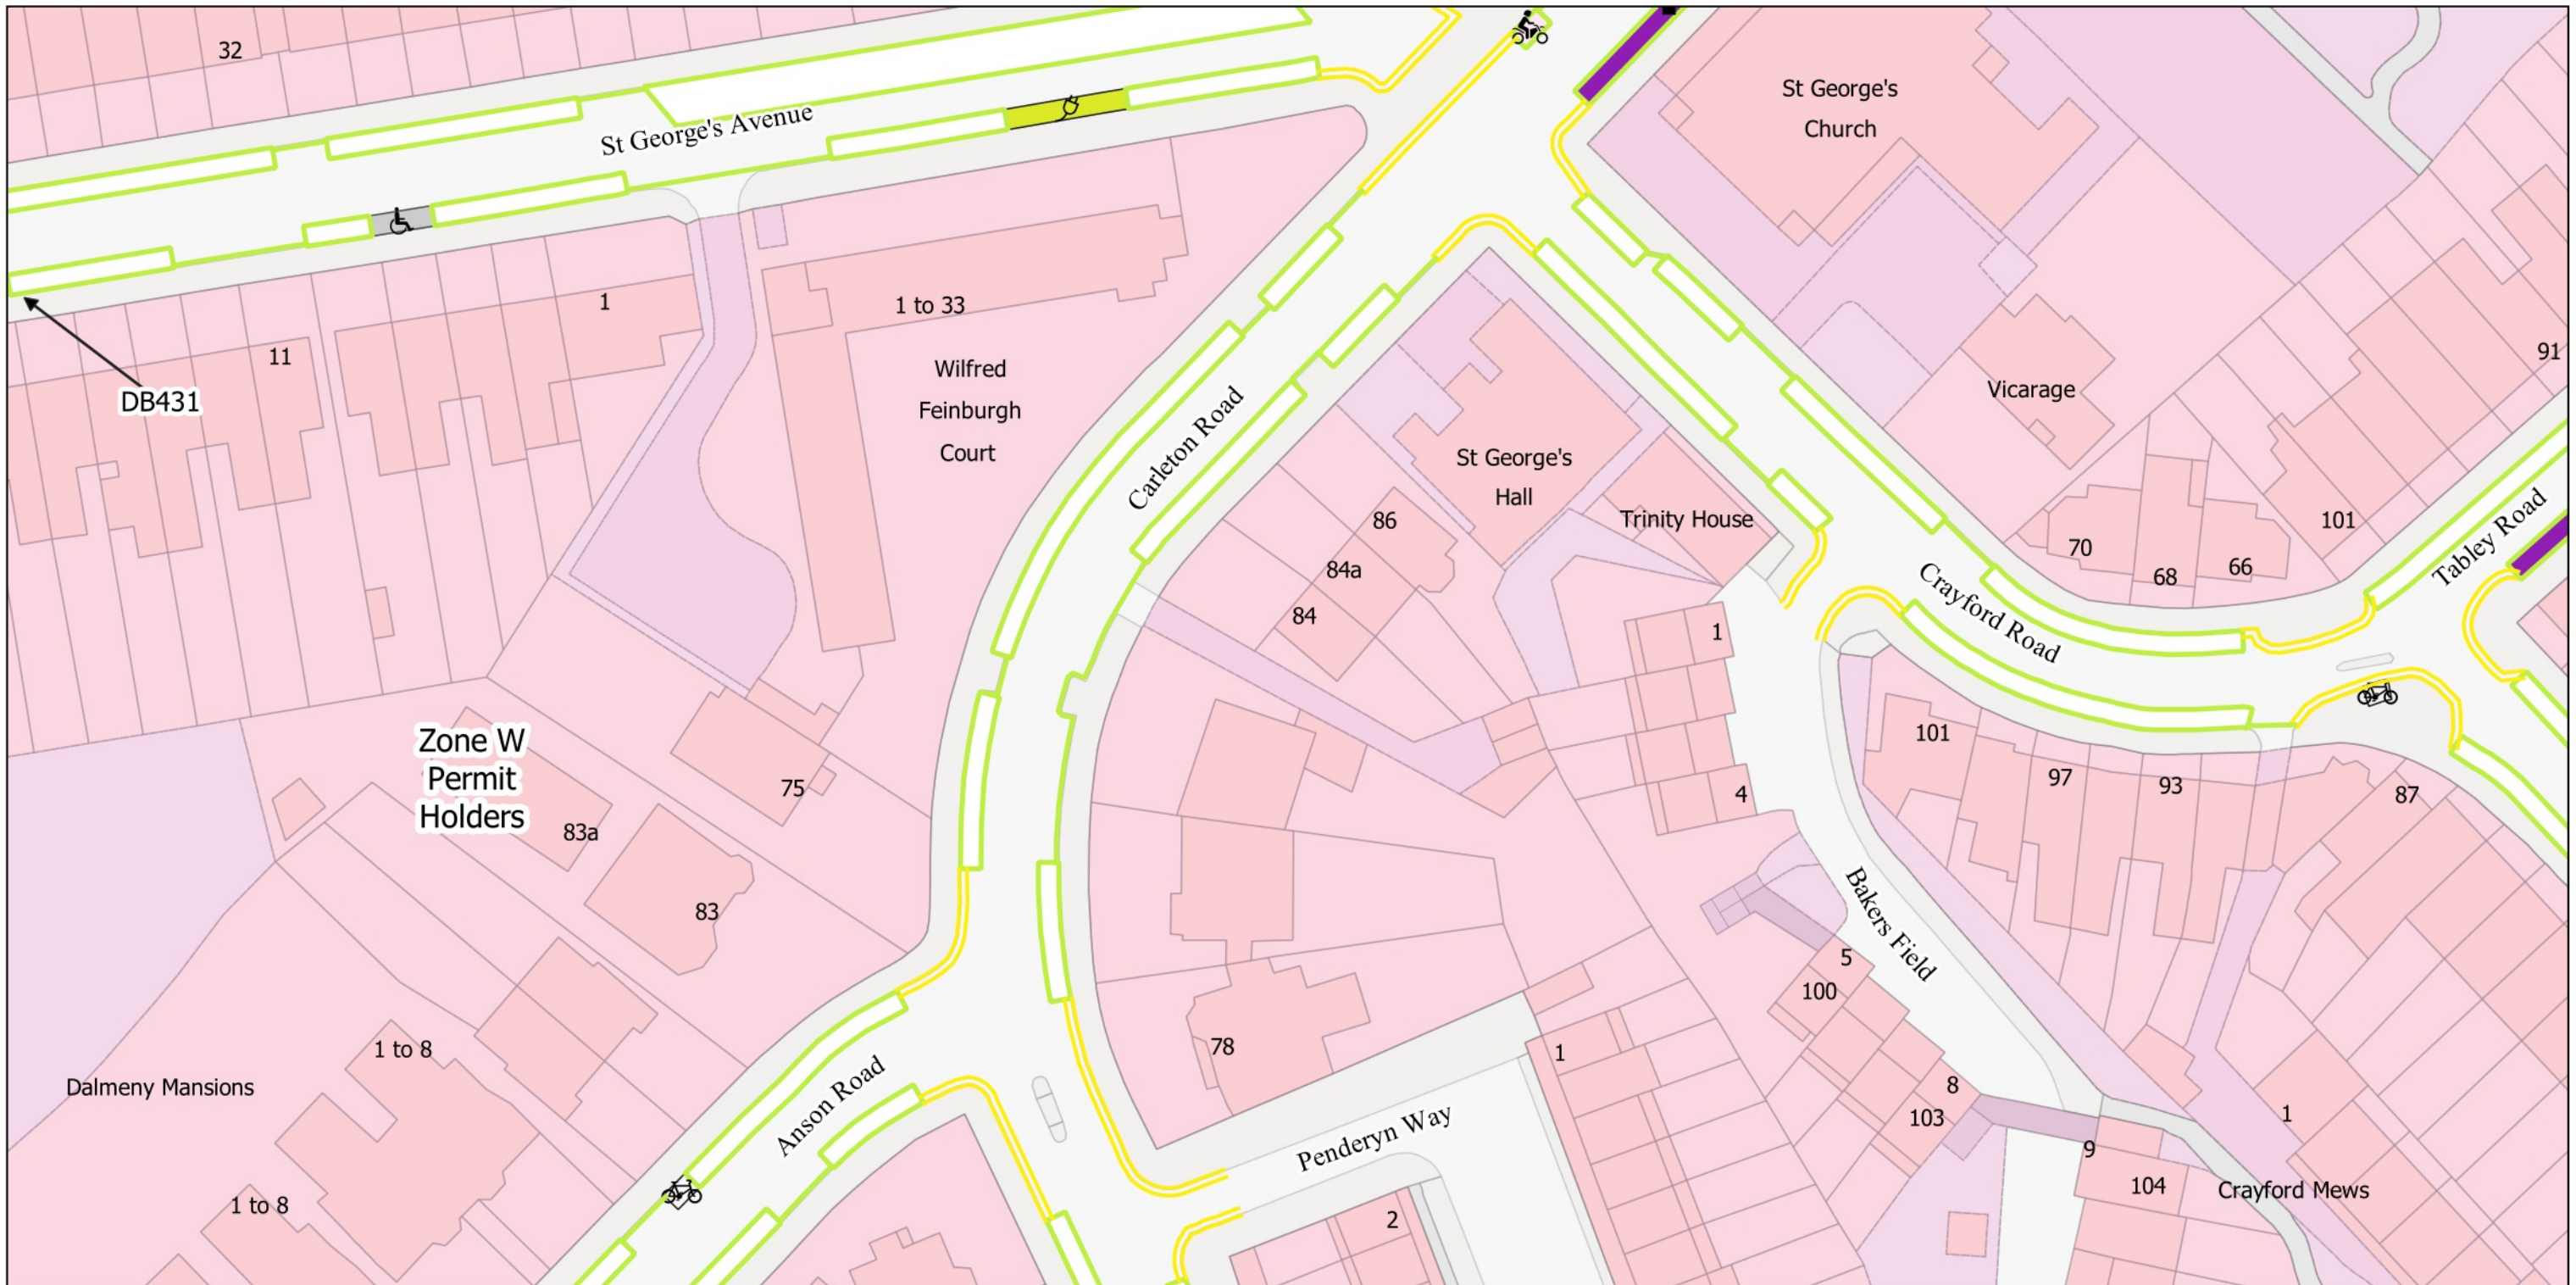 32
St George's
Church
St George's Avenue
1
1 to 33
11
DB431
Wilfred
Feinburgh
Court
Carleton Road
91
Vicarage
St George's
Hall
86
84a
84
Trinity House
101
70
68
66
Tabley Road
Crayford Road
1
4
Zone W
Permit
Holders
83a
75
83
101
97
93
87
Bakers Field
5
100
8
103
9
104
1
Crayford Mews
78
1
1 to 8
Dalmeny Mansions
1 to 8
Anson Road
Penderyn Way
2